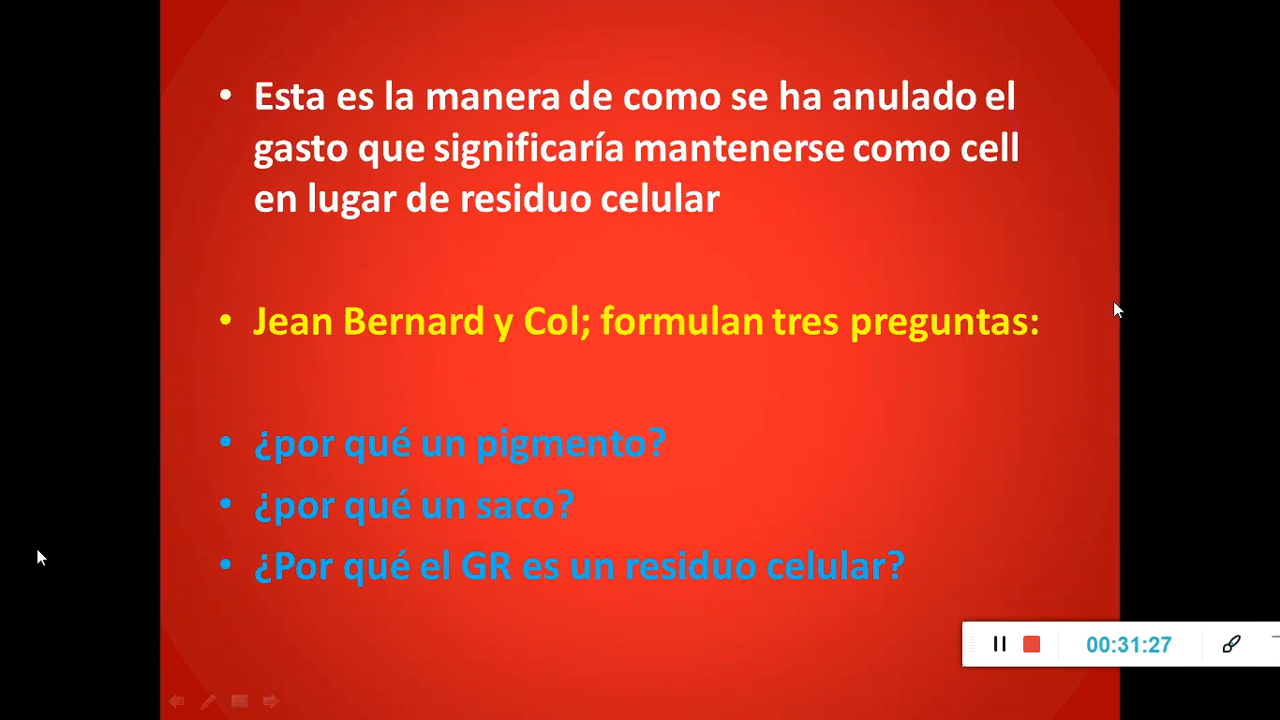 • Esta es la manera de como se ha anulado el
gasto que significaría mantenerse como cell
en lugar de residuo celular
• Jean Bernard y Col; formulan tres preguntas:
• ¿por qué un pigmento?
• ¿por qué un saco?
• ¿Por qué el GR es un residuo celular?
00:31:27